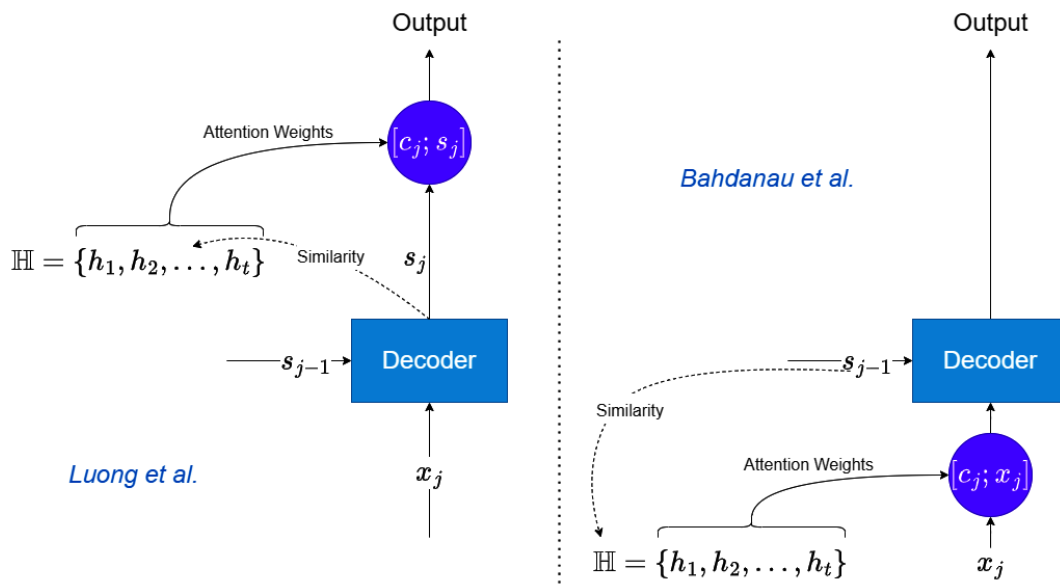 Output
Attention Weights
[c_j; s_j]
ℍ = {h_1, h_2, ..., h_t}
Similarity
s_j
s_{j-1}
Decoder
Luong et al.
x_j
Output
Bahdanau et al.
s_{j-1}
Decoder
Similarity
Attention Weights
[c_j; x_j]
ℍ = {h_1, h_2, ..., h_t}
x_j